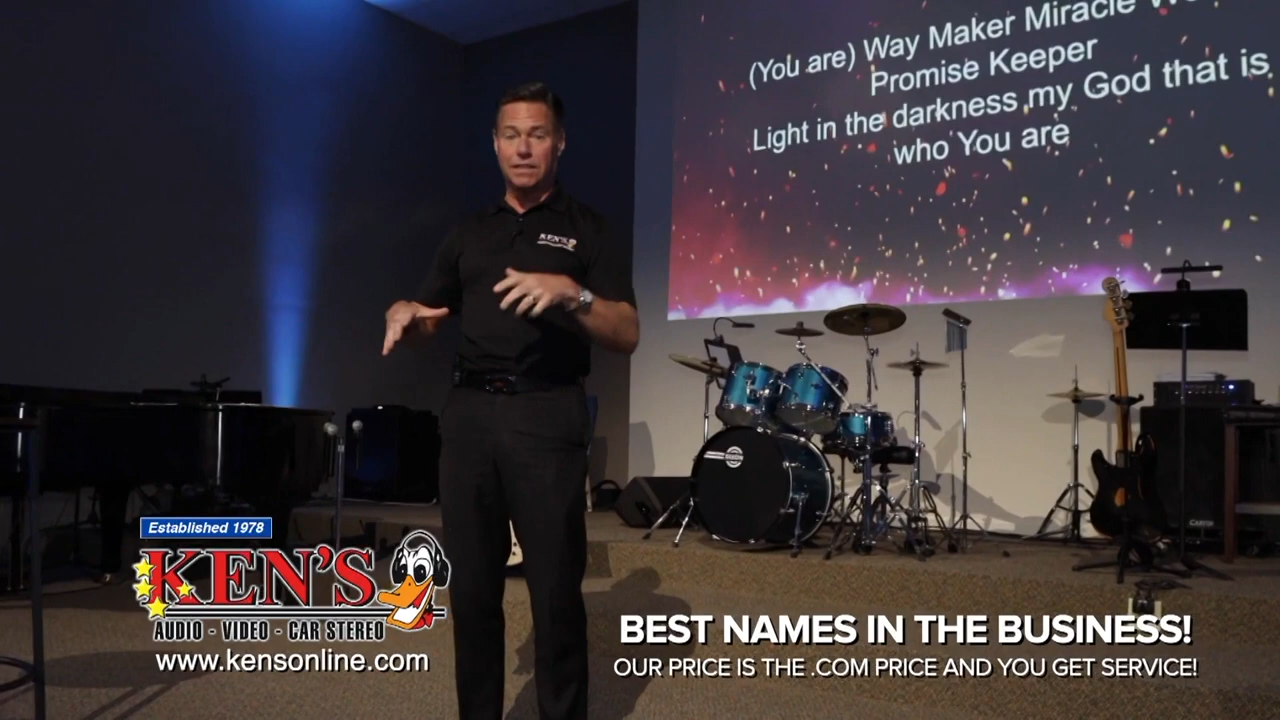 (You are) Way Maker Miracle
Promise Keeper
Light in the darkness my God that is
who You are
KEN'S
SAXON
Established 1978
KEN'S
AUDIO - VIDEO - CAR STEREO
www.kensonline.com
BEST NAMES IN THE BUSINESS!
OUR PRICE IS THE .COM PRICE AND YOU GET SERVICE!